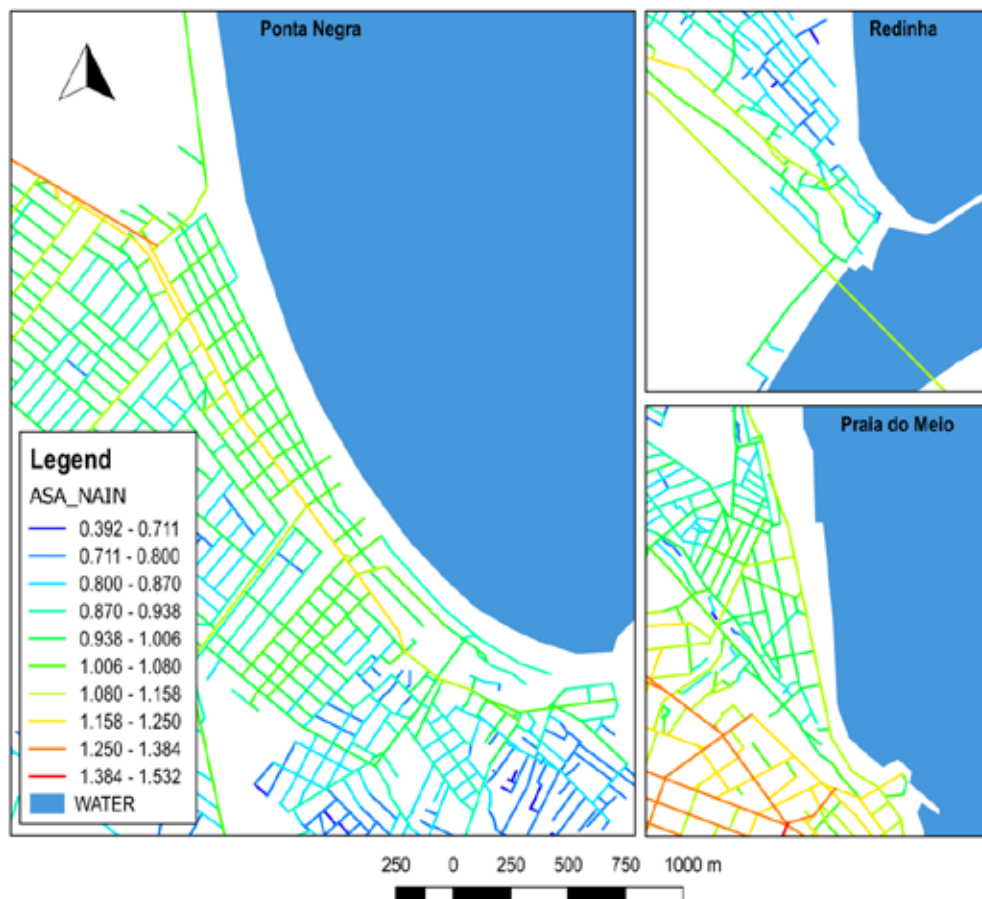 Ponta Negra
Redinha
Praia do Meio
Legend
ASA_NAIN
0.392 - 0.711
0.711 - 0.800
0.800 - 0.870
0.870 - 0.938
0.938 - 1.006
1.006 - 1.080
1.080 - 1.158
1.158 - 1.250
1.250 - 1.384
1.384 - 1.532
WATER
250 0 250 500 750 1000 m